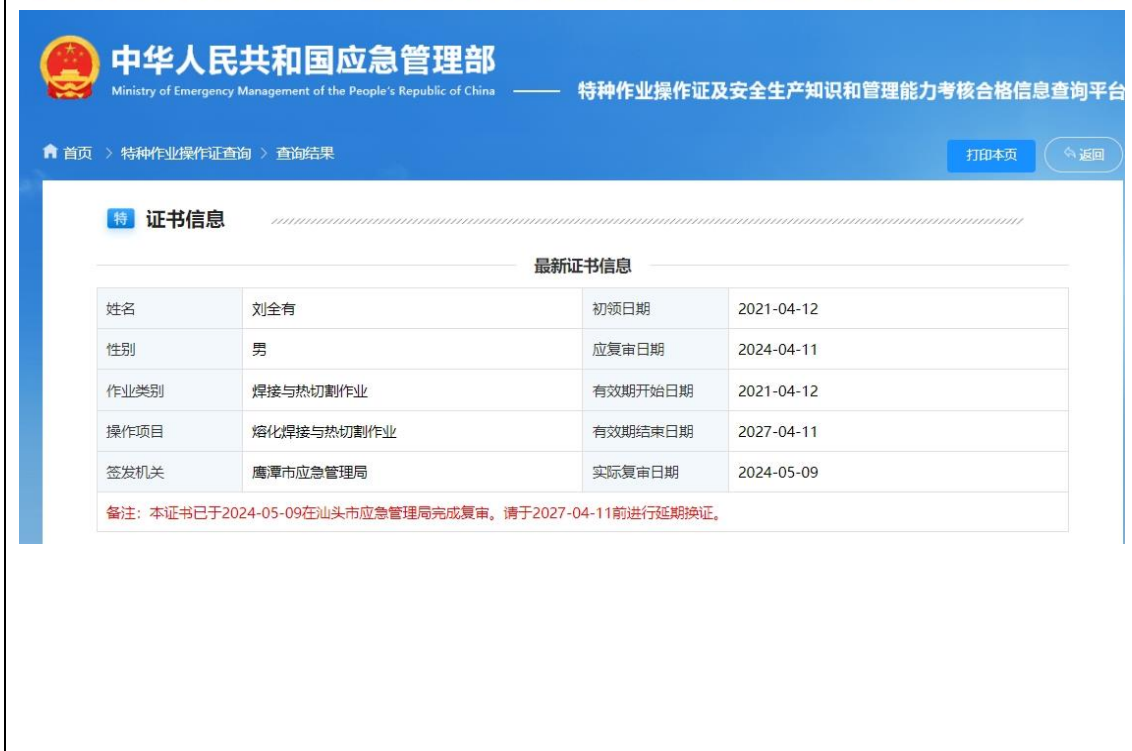 中华人民共和国应急管理部
Ministry of Emergency Management of the People's Republic of China
特种作业操作证及安全生产知识和管理能力考核合格信息查询平台
首页 > 特种作业操作证查询 > 查询结果
打印本页 返回
特 证书信息
最新证书信息
姓名 刘全有 初领日期 2021-04-12
性别 男 应复审日期 2024-04-11
作业类别 焊接与热切割作业 有效期开始日期 2021-04-12
操作项目 熔化焊接与热切割作业 有效期结束日期 2027-04-11
签发机关 鹰潭市应急管理局 实际复审日期 2024-05-09
备注：本证书已于2024-05-09在汕头市应急管理局完成复审。请于2027-04-11前进行延期换证。